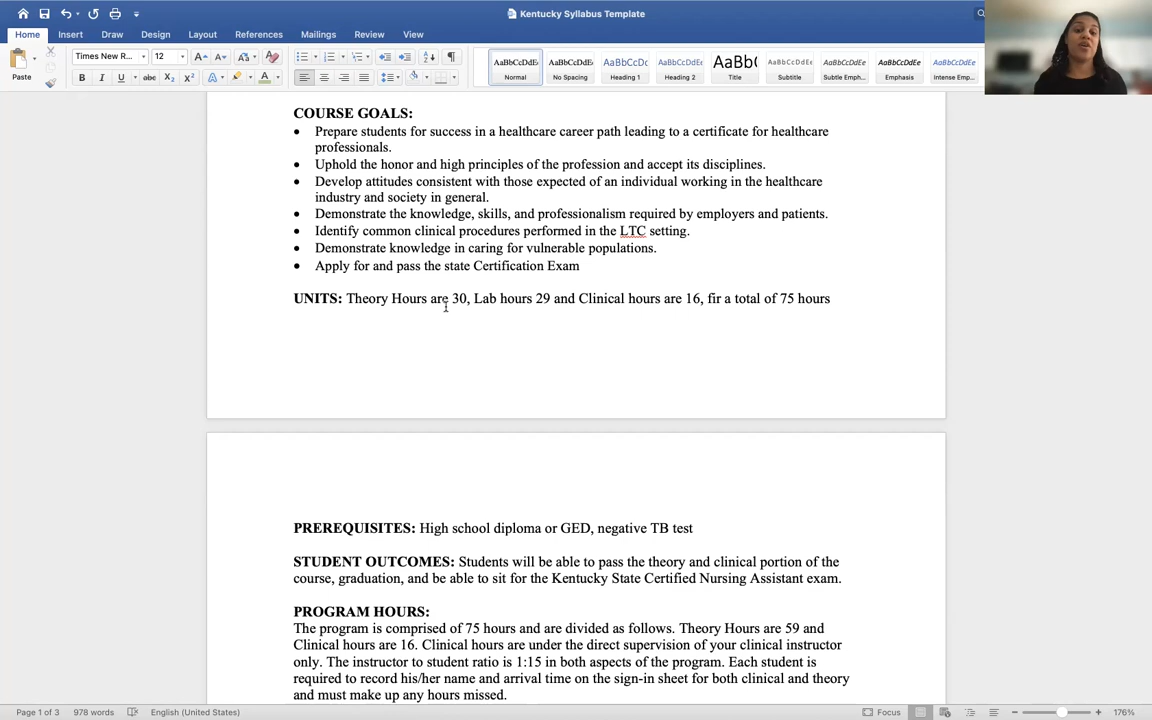 Kentucky Syllabus Template
Home Insert Draw Design Layout References Mailings Review View
Paste
Times New R... 12
AaBbCcDdE AaBbCcDdE AaBbCcDc AaBbCcDdE AaBb( AaBbCcDdEe AaBbCcDdEe AaBbCcDdEe AaBbCcDdEe
Normal No Spacing Heading 1 Heading 2 Title Subtitle Subtle Emph... Emphasis Intense Emp...
COURSE GOALS:
• Prepare students for success in a healthcare career path leading to a certificate for healthcare
professionals.
• Uphold the honor and high principles of the profession and accept its disciplines.
• Develop attitudes consistent with those expected of an individual working in the healthcare
industry and society in general.
• Demonstrate the knowledge, skills, and professionalism required by employers and patients.
• Identify common clinical procedures performed in the LTC setting.
• Demonstrate knowledge in caring for vulnerable populations.
• Apply for and pass the state Certification Exam
UNITS: Theory Hours are 30, Lab hours 29 and Clinical hours are 16, fir a total of 75 hours
PREREQUISITES: High school diploma or GED, negative TB test
STUDENT OUTCOMES: Students will be able to pass the theory and clinical portion of the
course, graduation, and be able to sit for the Kentucky State Certified Nursing Assistant exam.
PROGRAM HOURS:
The program is comprised of 75 hours and are divided as follows. Theory Hours are 59 and
Clinical hours are 16. Clinical hours are under the direct supervision of your clinical instructor
only. The instructor to student ratio is 1:15 in both aspects of the program. Each student is
required to record his/her name and arrival time on the sign-in sheet for both clinical and theory
and must make up any hours missed.
Page 1 of 3 978 words English (United States) Focus 176%